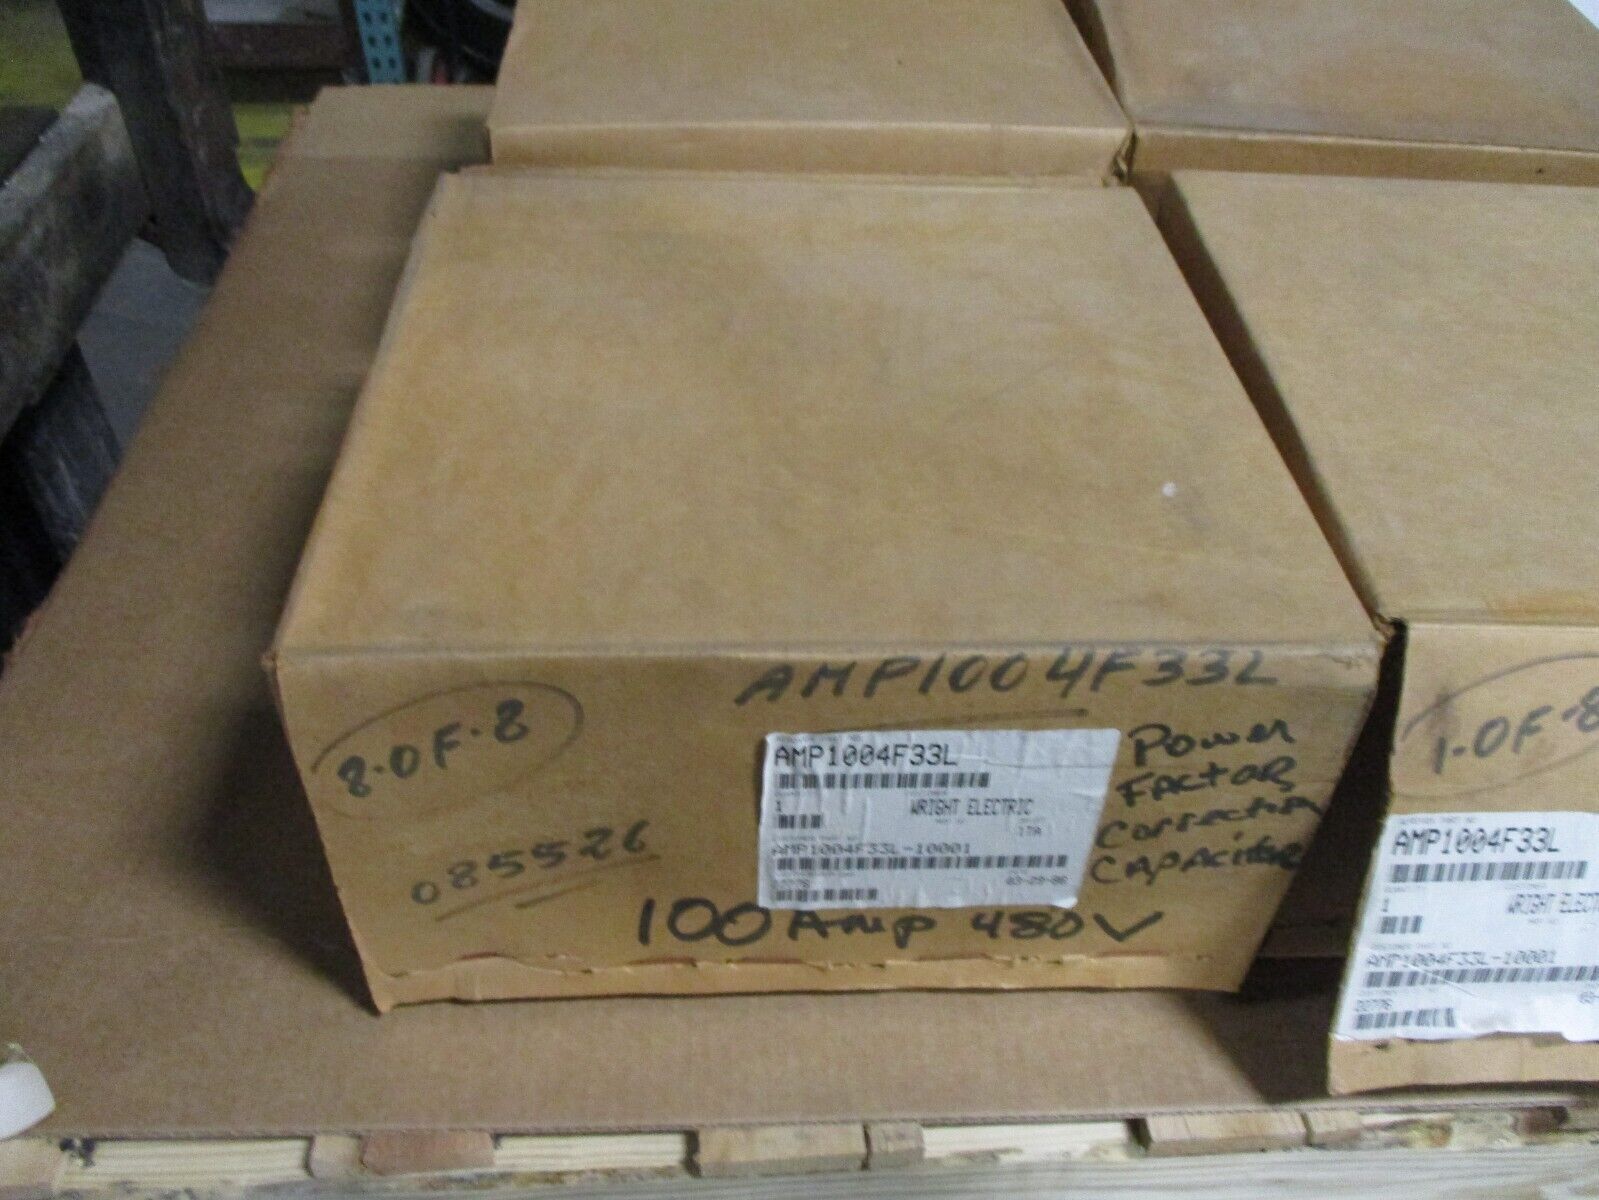 AMP1004F33L
8·OF·8
085526
AMP1004F33L
1
WRIGHT ELECTRIC
AMP1004F33L-10001
Power
Factor
Correction
Capacitor
100 Amp 480V
1·OF·8
AMP1004F33L
1
WRIGHT ELECTR
AMP1004F33L-10001